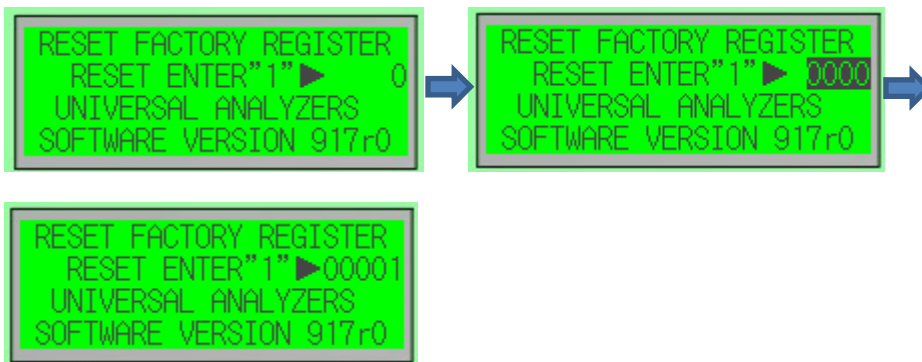 RESET FACTORY REGISTER
RESET ENTER”1”▶ 0
UNIVERSAL ANALYZERS
SOFTWARE VERSION 917r0
RESET FACTORY REGISTER
RESET ENTER”1”▶ 0000
UNIVERSAL ANALYZERS
SOFTWARE VERSION 917r0
RESET FACTORY REGISTER
RESET ENTER”1”▶00001
UNIVERSAL ANALYZERS
SOFTWARE VERSION 917r0